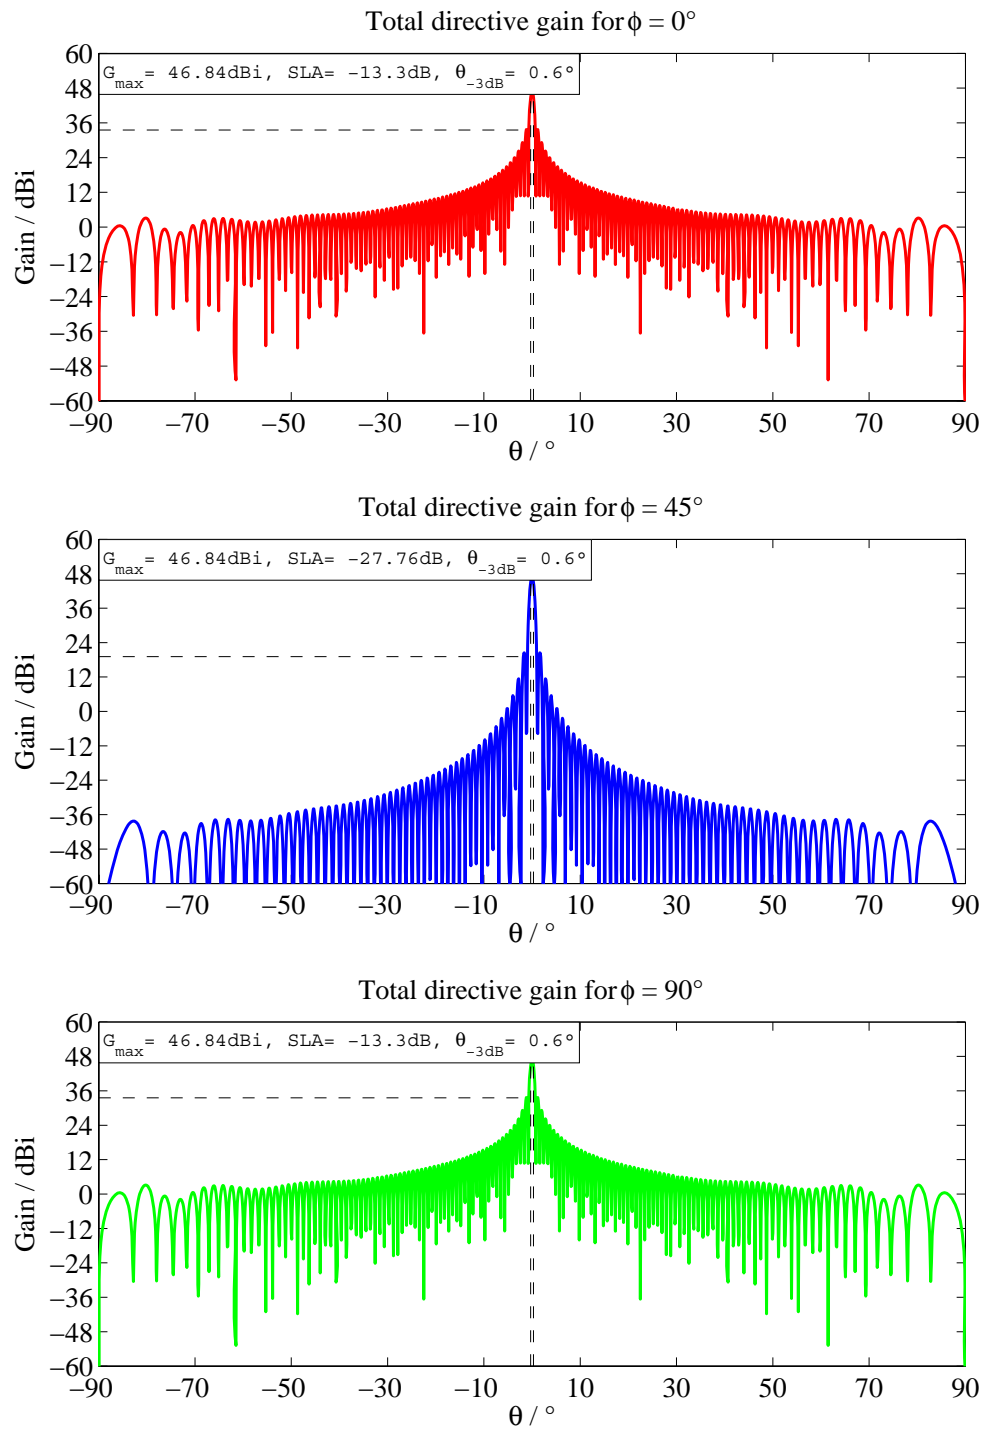 Total directive gain for ϕ = 0°
G_max= 46.84dBi, SLA= −13.3dB, θ_−3dB= 0.6°
60
48
36
24
12
0
−12
−24
−36
−48
−60
Gain / dBi
−90 −70 −50 −30 −10 10 30 50 70 90
θ / °
Total directive gain for ϕ = 45°
G_max= 46.84dBi, SLA= −27.76dB, θ_−3dB= 0.6°
60
48
36
24
12
0
−12
−24
−36
−48
−60
Gain / dBi
−90 −70 −50 −30 −10 10 30 50 70 90
θ / °
Total directive gain for ϕ = 90°
G_max= 46.84dBi, SLA= −13.3dB, θ_−3dB= 0.6°
60
48
36
24
12
0
−12
−24
−36
−48
−60
Gain / dBi
−90 −70 −50 −30 −10 10 30 50 70 90
θ / °